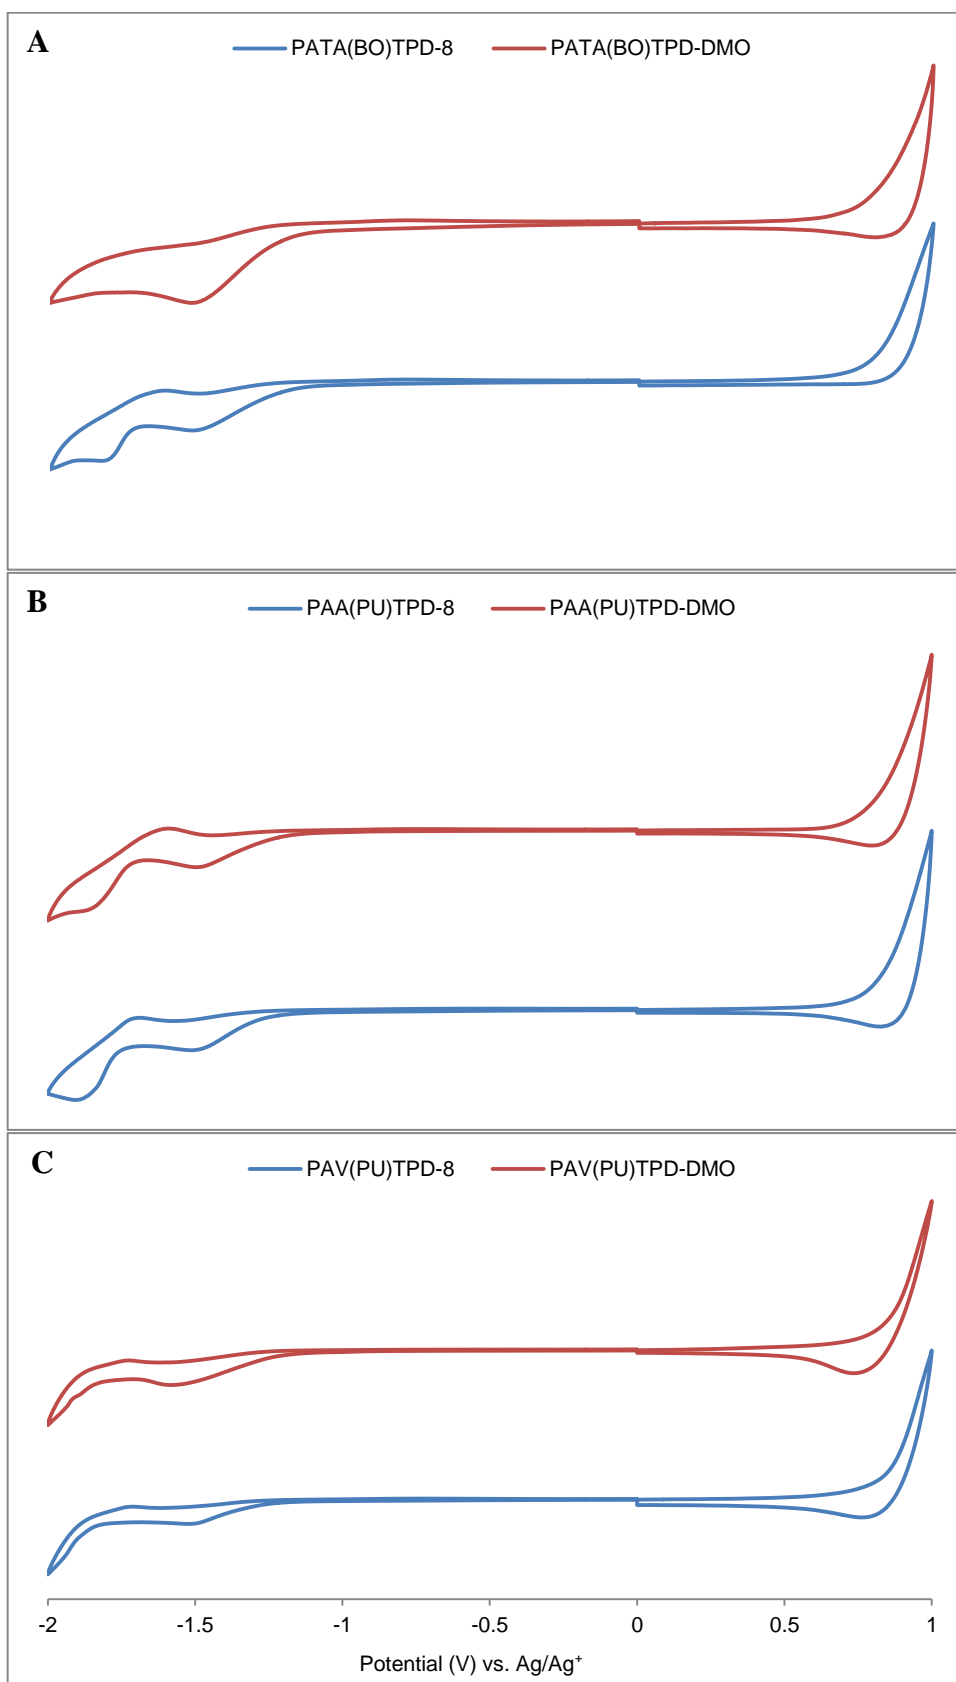 A
PATA(BO)TPD-8 PATA(BO)TPD-DMO
B
PAA(PU)TPD-8 PAA(PU)TPD-DMO
C
PAV(PU)TPD-8 PAV(PU)TPD-DMO
-2 -1.5 -1 -0.5 0 0.5 1
Potential (V) vs. Ag/Ag⁺